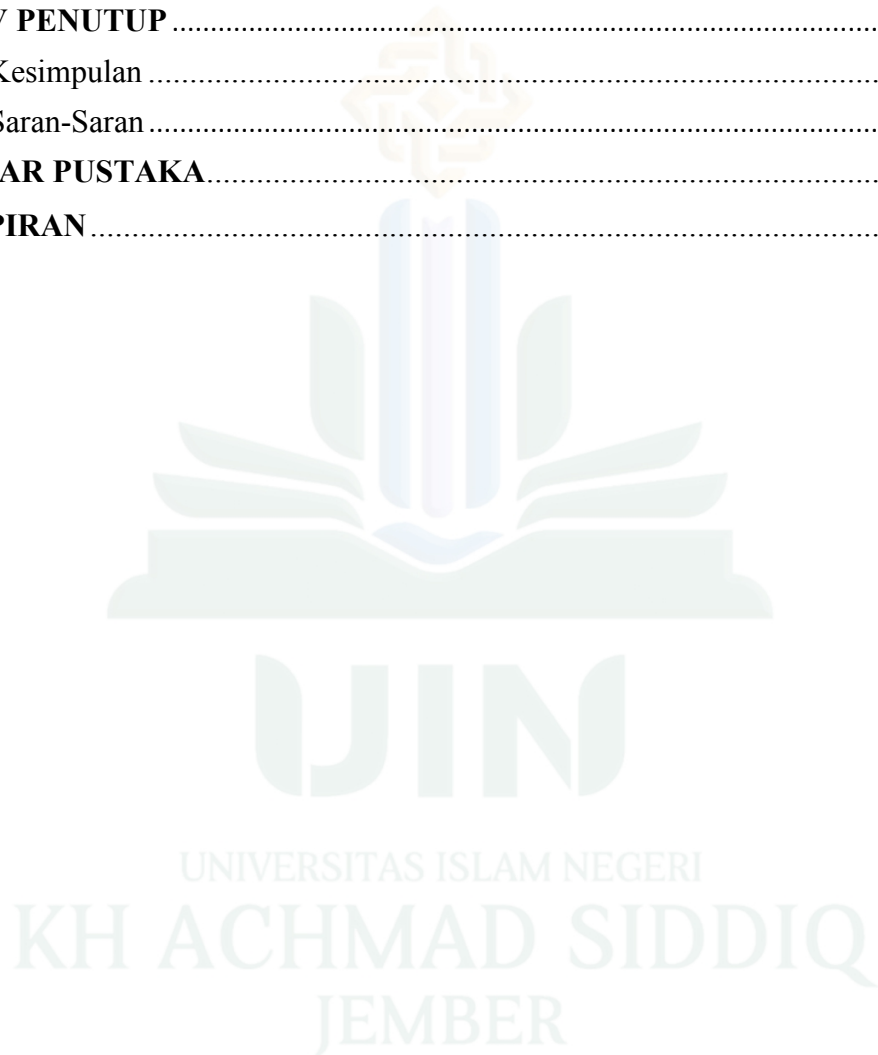 PENUTUP ........................................................................................
Kesimpulan ........................................................................................
Saran-Saran ........................................................................................
AR PUSTAKA ........................................................................................
PIRAN ........................................................................................
UIN
UNIVERSITAS ISLAM NEGERI
KH ACHMAD SIDDIQ
JEMBER